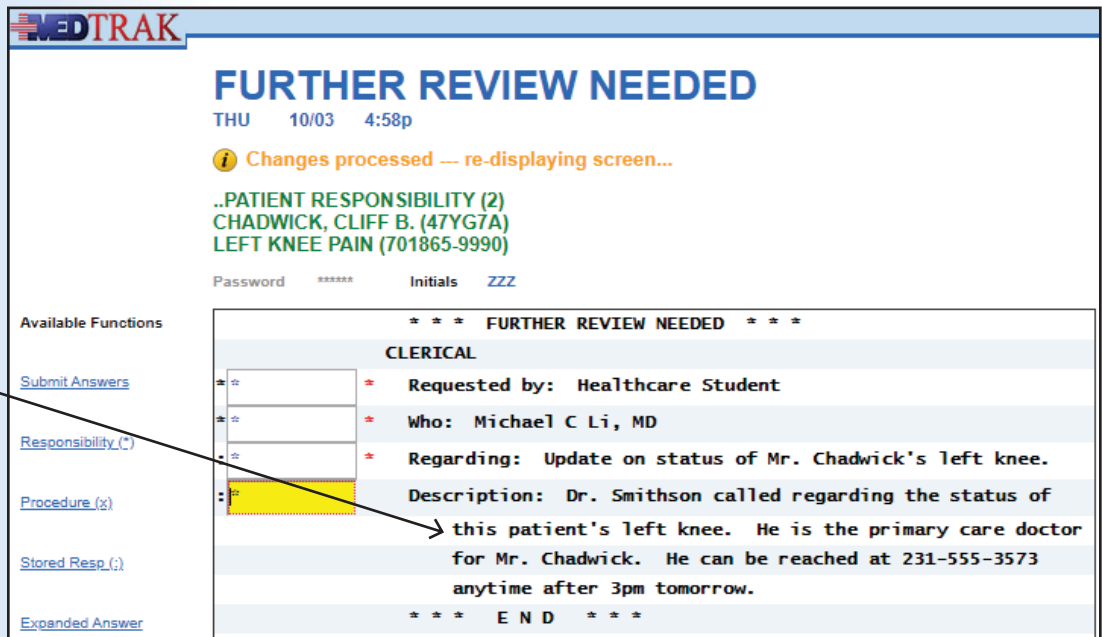 MEDTRAK
FURTHER REVIEW NEEDED
THU 10/03 4:58p
i Changes processed --- re-displaying screen...
..PATIENT RESPONSIBILITY (2)
CHADWICK, CLIFF B. (47YG7A)
LEFT KNEE PAIN (701865-9990)
Password ****** Initials ZZZ
Available Functions
* * * FURTHER REVIEW NEEDED * * *
CLERICAL
Submit Answers
* * * Requested by: Healthcare Student
* * * Who: Michael C Li, MD
Responsibility (*)
: * * Regarding: Update on status of Mr. Chadwick's left knee.
Procedure (x)
: * Description: Dr. Smithson called regarding the status of
this patient's left knee. He is the primary care doctor
Stored Resp (:)
for Mr. Chadwick. He can be reached at 231-555-3573
anytime after 3pm tomorrow.
Expanded Answer
* * * E N D * * *